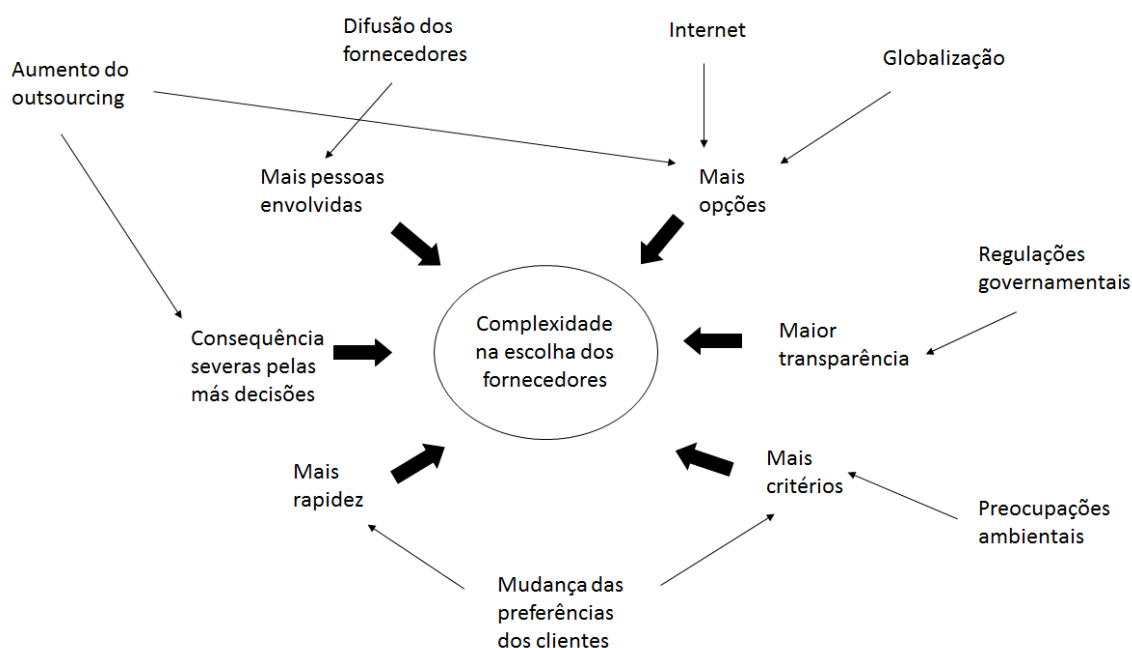 Difusão dos
fornecedores
Internet
Globalização
Aumento do
outsourcing
Mais pessoas
envolvidas
Mais
opções
Regulações
governamentais
Complexidade
na escolha dos
fornecedores
Maior
transparência
Consequência
severas pelas
más decisões
Mais
rapidez
Mais
critérios
Preocupações
ambientais
Mudança das
preferências
dos clientes